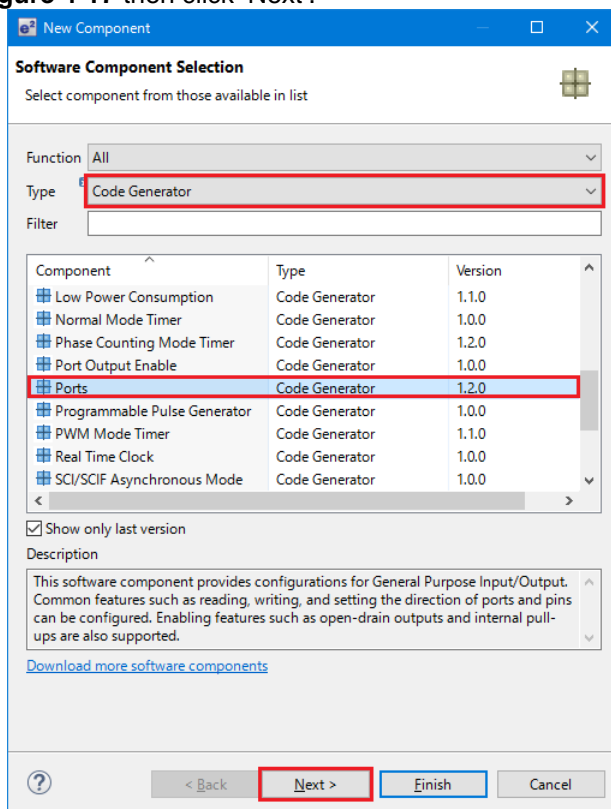 gure 4-17 then click 'Next'.
e² New Component
Software Component Selection
Select component from those available in list
Function All
Type Code Generator
Filter
Component Type Version
Low Power Consumption Code Generator 1.1.0
Normal Mode Timer Code Generator 1.0.0
Phase Counting Mode Timer Code Generator 1.2.0
Port Output Enable Code Generator 1.0.0
Ports Code Generator 1.2.0
Programmable Pulse Generator Code Generator 1.0.0
PWM Mode Timer Code Generator 1.1.0
Real Time Clock Code Generator 1.0.0
SCI/SCIF Asynchronous Mode Code Generator 1.0.0
Show only last version
Description
This software component provides configurations for General Purpose Input/Output.
Common features such as reading, writing, and setting the direction of ports and pins
can be configured. Enabling features such as open-drain outputs and internal pull-
ups are also supported.
Download more software components
? < Back Next > Finish Cancel